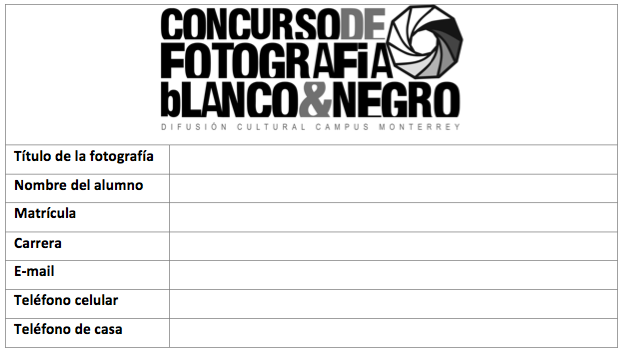 CONCURSODE
FOTOGRAFiA
bLANCO&NEGRO
DIFUSIÓN CULTURAL CAMPUS MONTERREY
Título de la fotografía
Nombre del alumno
Matrícula
Carrera
E-mail
Teléfono celular
Teléfono de casa